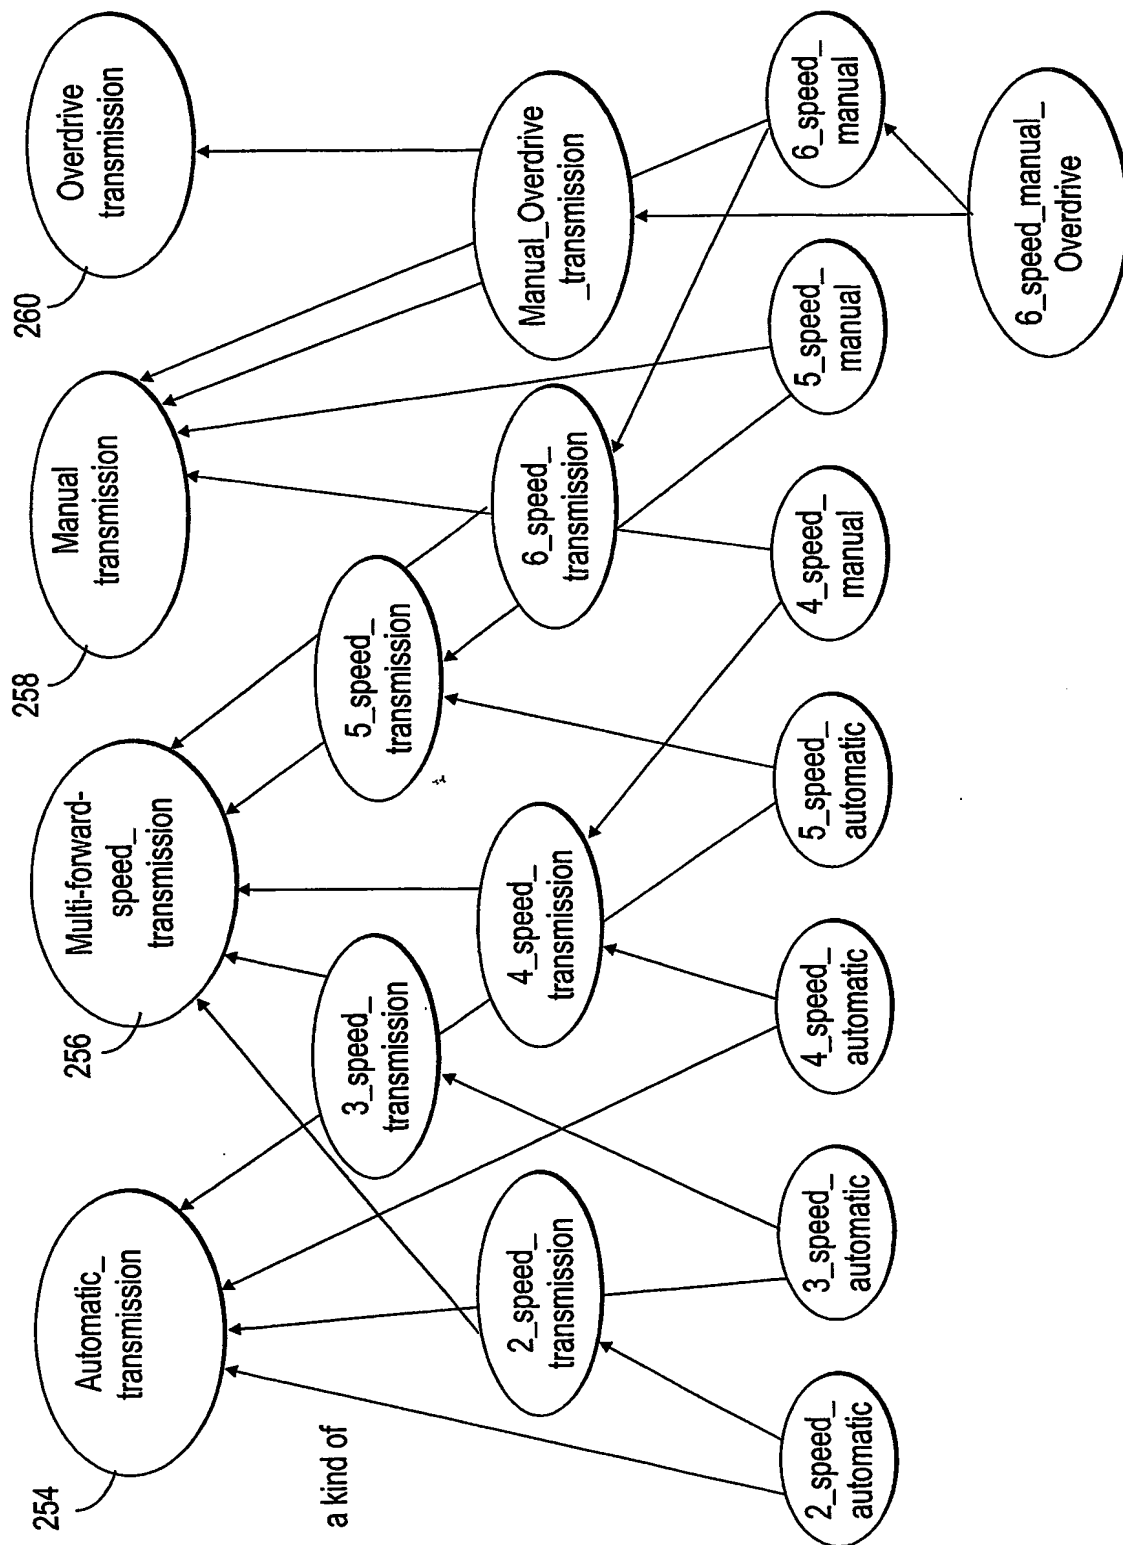 254
Automatic_
transmission
256
Multi-forward-
speed_
transmission
258
Manual
transmission
260
Overdrive
transmission
a kind of
3_speed_
transmission
5_speed_
transmission
2_speed_
transmission
4_speed_
transmission
6_speed_
transmission
Manual_Overdrive
_transmission
2_speed_
automatic
3_speed_
automatic
4_speed_
automatic
5_speed_
automatic
4_speed_
manual
5_speed_
manual
6_speed_
manual
6_speed_manual_
Overdrive